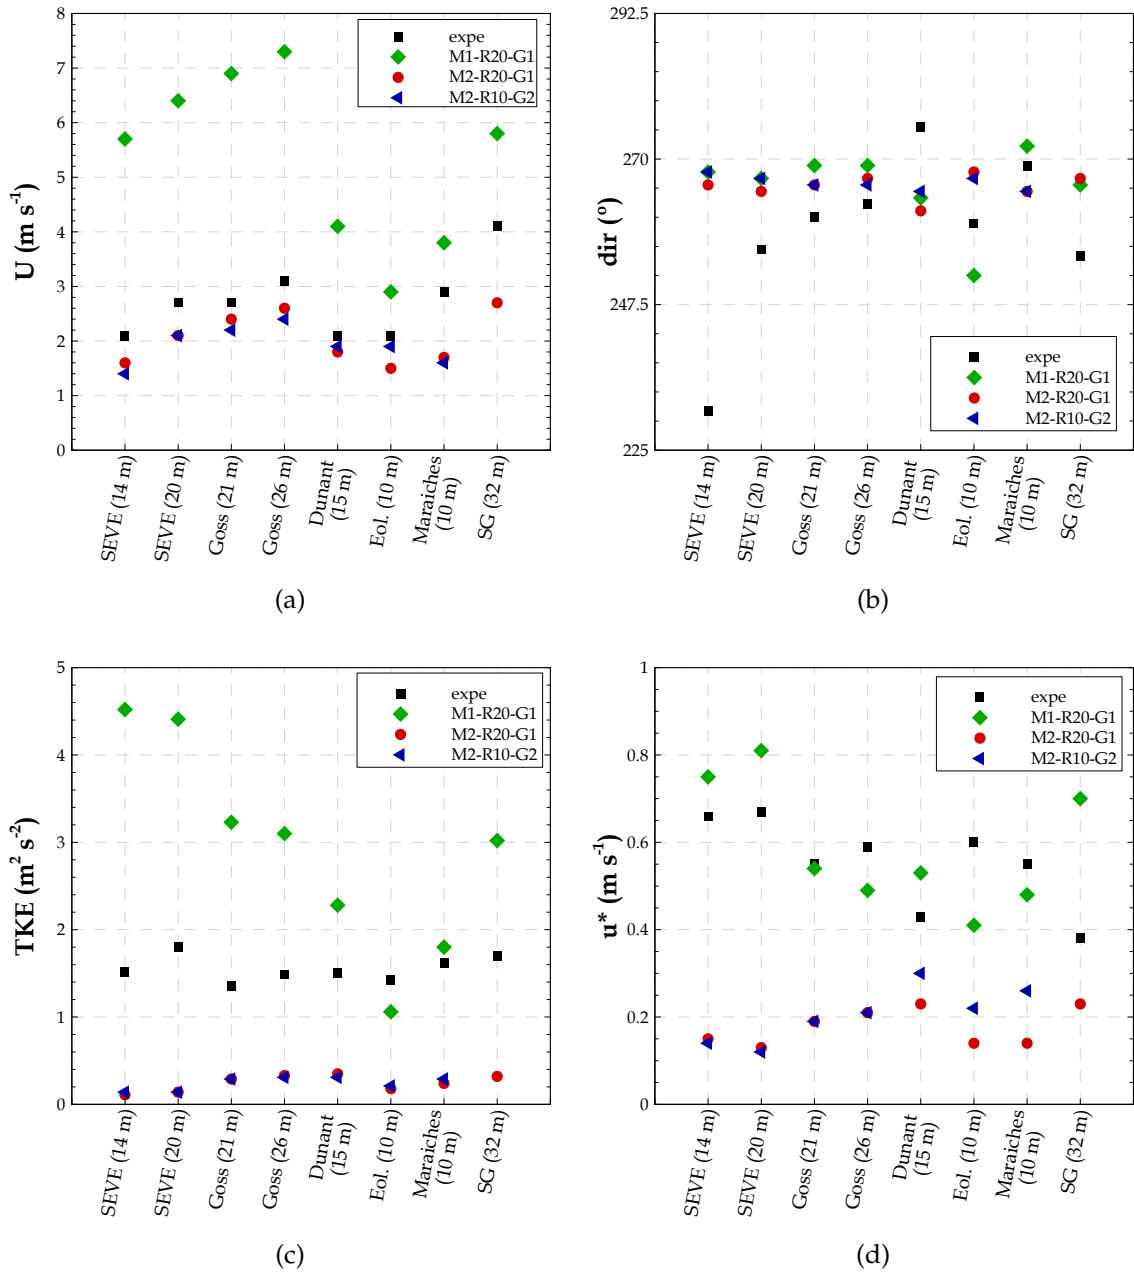 8
7
6
5
4
3
2
1
0
U (m s-1)
expe
M1-R20-G1
M2-R20-G1
M2-R10-G2
SEVE (14 m)
SEVE (20 m)
Goss (21 m)
Goss (26 m)
Dunant
(15 m)
Eol. (10 m)
Maraiches
(10 m)
SG (32 m)
(a)
292.5
270
247.5
225
dir (º)
expe
M1-R20-G1
M2-R20-G1
M2-R10-G2
SEVE (14 m)
SEVE (20 m)
Goss (21 m)
Goss (26 m)
Dunant
(15 m)
Eol. (10 m)
Maraiches
(10 m)
SG (32 m)
(b)
5
4
3
2
1
0
TKE (m2 s-2)
expe
M1-R20-G1
M2-R20-G1
M2-R10-G2
SEVE (14 m)
SEVE (20 m)
Goss (21 m)
Goss (26 m)
Dunant
(15 m)
Eol. (10 m)
Maraiches
(10 m)
SG (32 m)
(c)
1
0.8
0.6
0.4
0.2
0
u* (m s-1)
expe
M1-R20-G1
M2-R20-G1
M2-R10-G2
SEVE (14 m)
SEVE (20 m)
Goss (21 m)
Goss (26 m)
Dunant
(15 m)
Eol. (10 m)
Maraiches
(10 m)
SG (32 m)
(d)